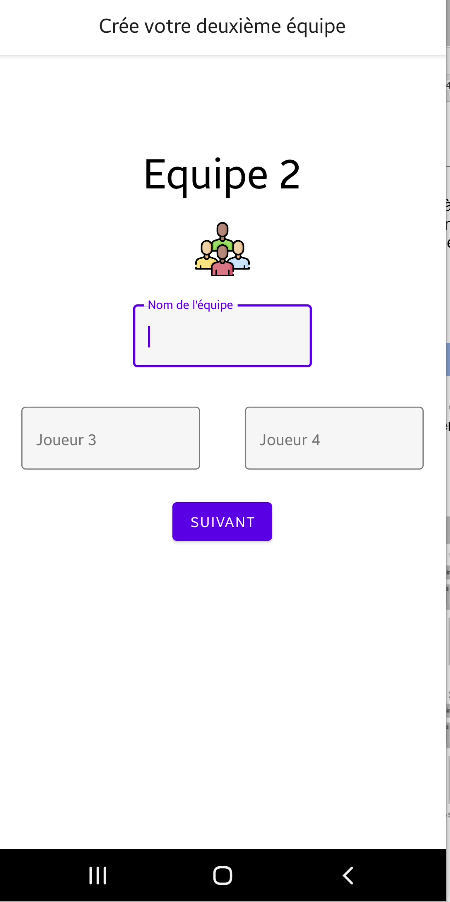 Crée votre deuxième équipe
Equipe 2
Nom de l'équipe
Joueur 3
Joueur 4
SUIVANT